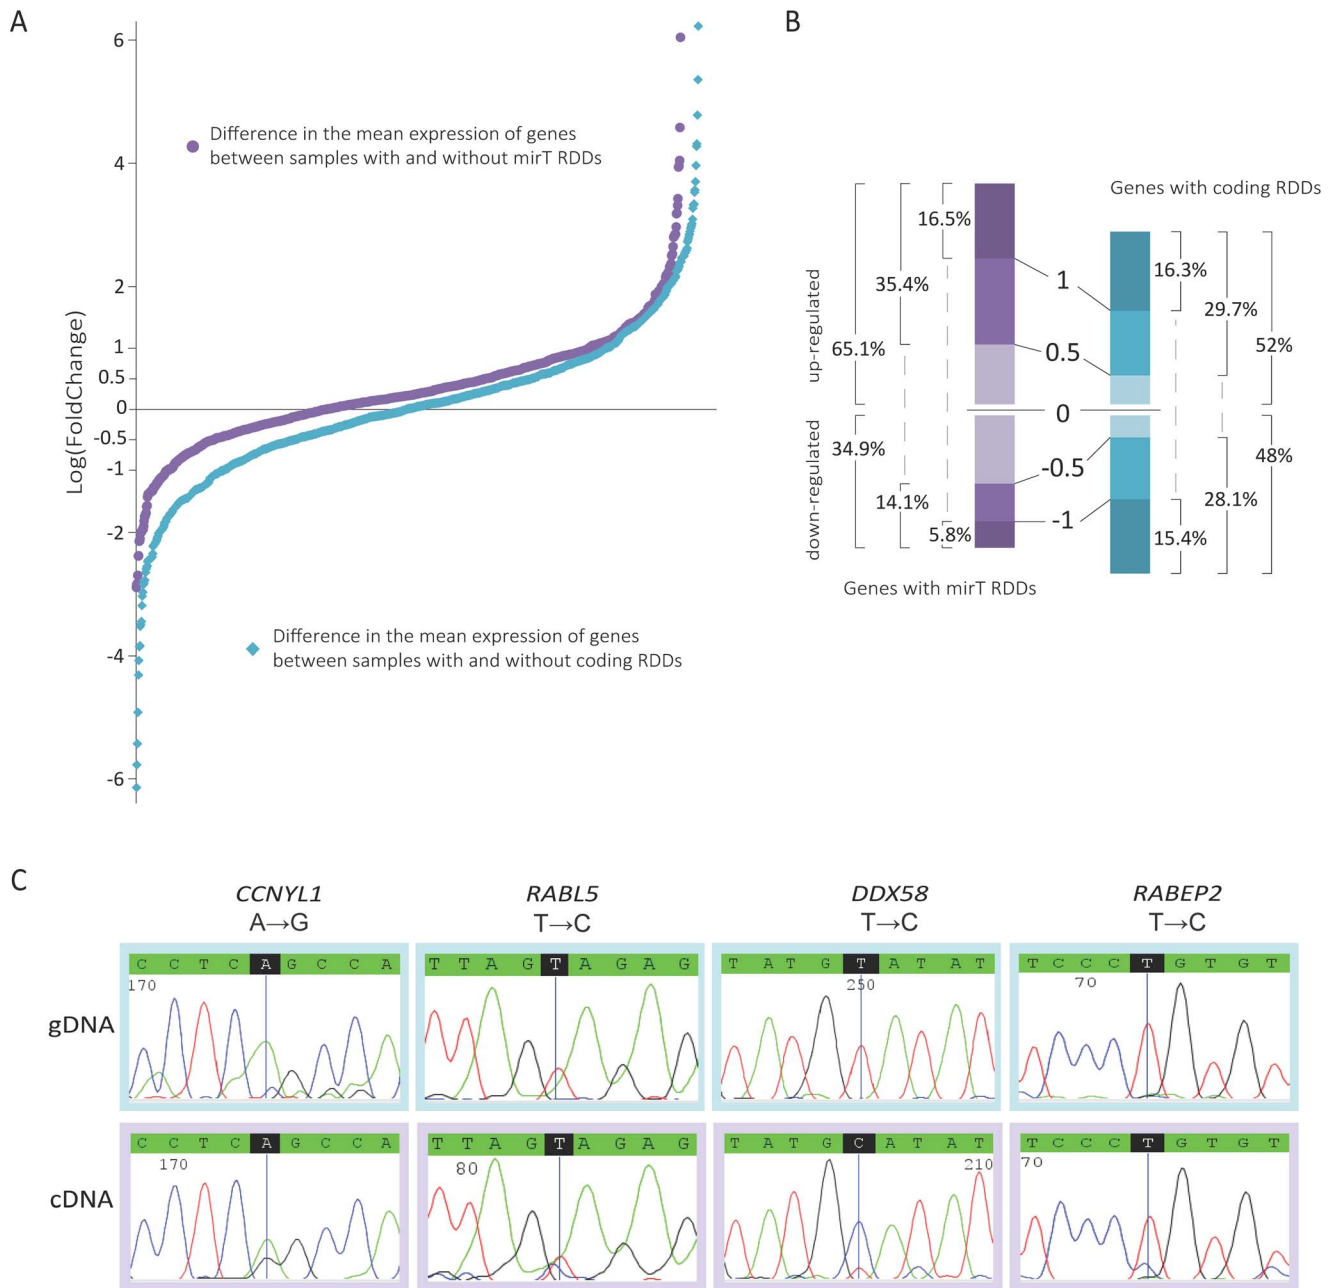 A
6
4
2
1
0.5
0
-0.5
-1
-2
-4
-6
Log(FoldChange)
Difference in the mean expression of genes
between samples with and without mirT RDDs
Difference in the mean expression of genes
between samples with and without coding RDDs
B
Genes with coding RDDs
up-regulated
down-regulated
65.1%
35.4%
16.5%
34.9%
14.1%
5.8%
1
0.5
0
-0.5
-1
16.3%
29.7%
52%
48%
28.1%
15.4%
Genes with mirT RDDs
C
CCNYL1
A→G
RABL5
T→C
DDX58
T→C
RABEP2
T→C
gDNA
C C T C A G C C A
170
T T A G T A G A G
T A T G T A T A T
250
T C C C T G T G T
70
cDNA
C C T C A G C C A
170
T T A G T A G A G
80
T A T G C A T A T
210
T C C C T G T G T
70